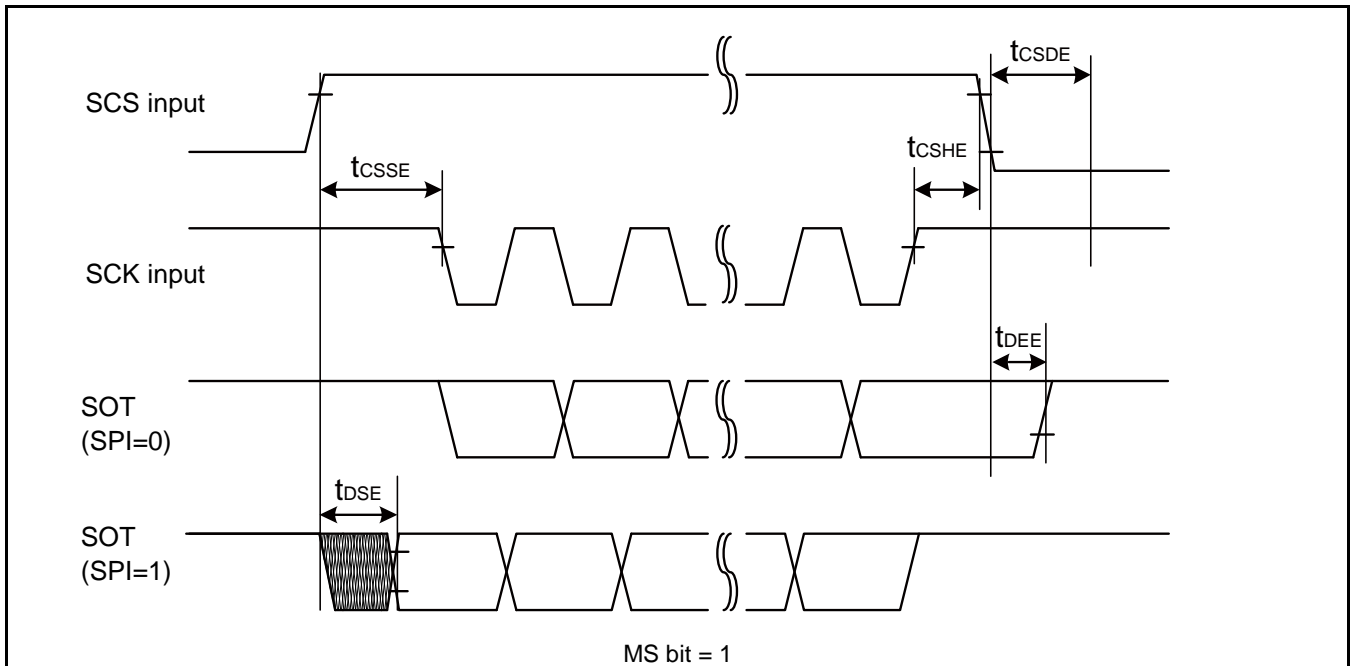 SCS input
tCSDE
tCSHE
tCSSE
SCK input
tDEE
SOT
(SPI=0)
tDSE
SOT
(SPI=1)
MS bit = 1